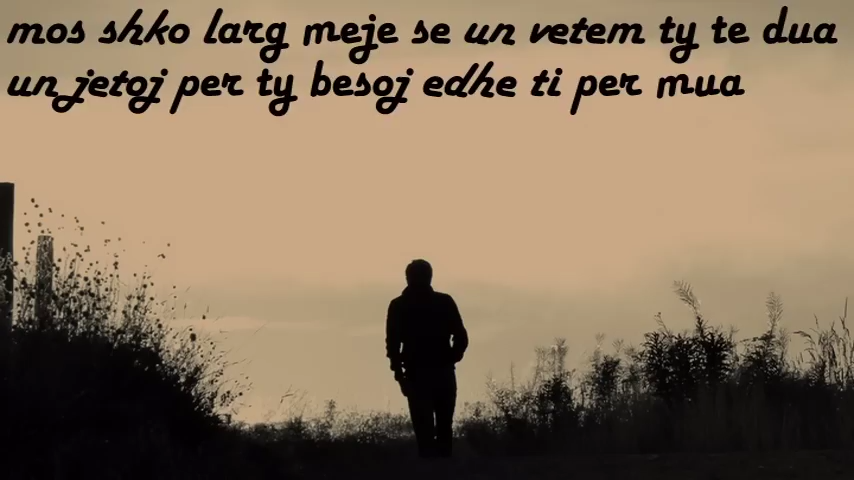 mos shko larg meje se un vetem ty te dua
un jetoj per ty besoj edhe ti per mua